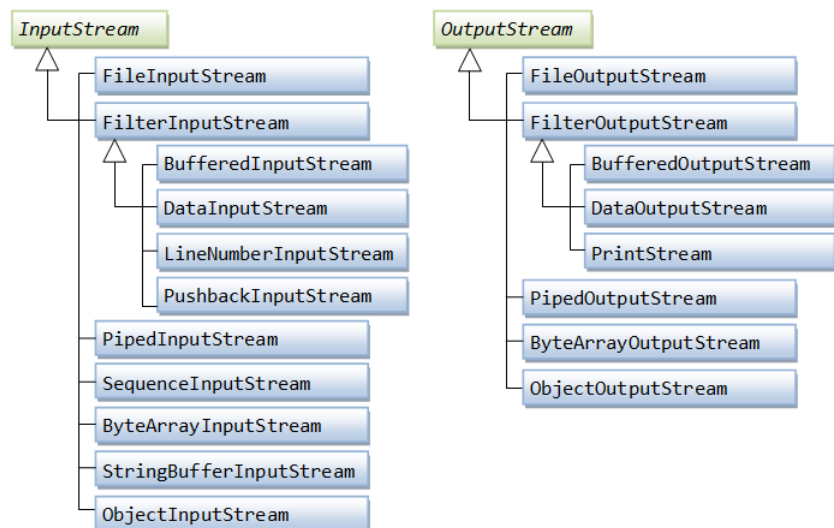 InputStream
FileInputStream
FilterInputStream
BufferedInputStream
DataInputStream
LineNumberInputStream
PushbackInputStream
PipedInputStream
SequenceInputStream
ByteArrayInputStream
StringBufferInputStream
ObjectInputStream
OutputStream
FileOutputStream
FilterOutputStream
BufferedOutputStream
DataOutputStream
PrintStream
PipedOutputStream
ByteArrayOutputStream
ObjectOutputStream